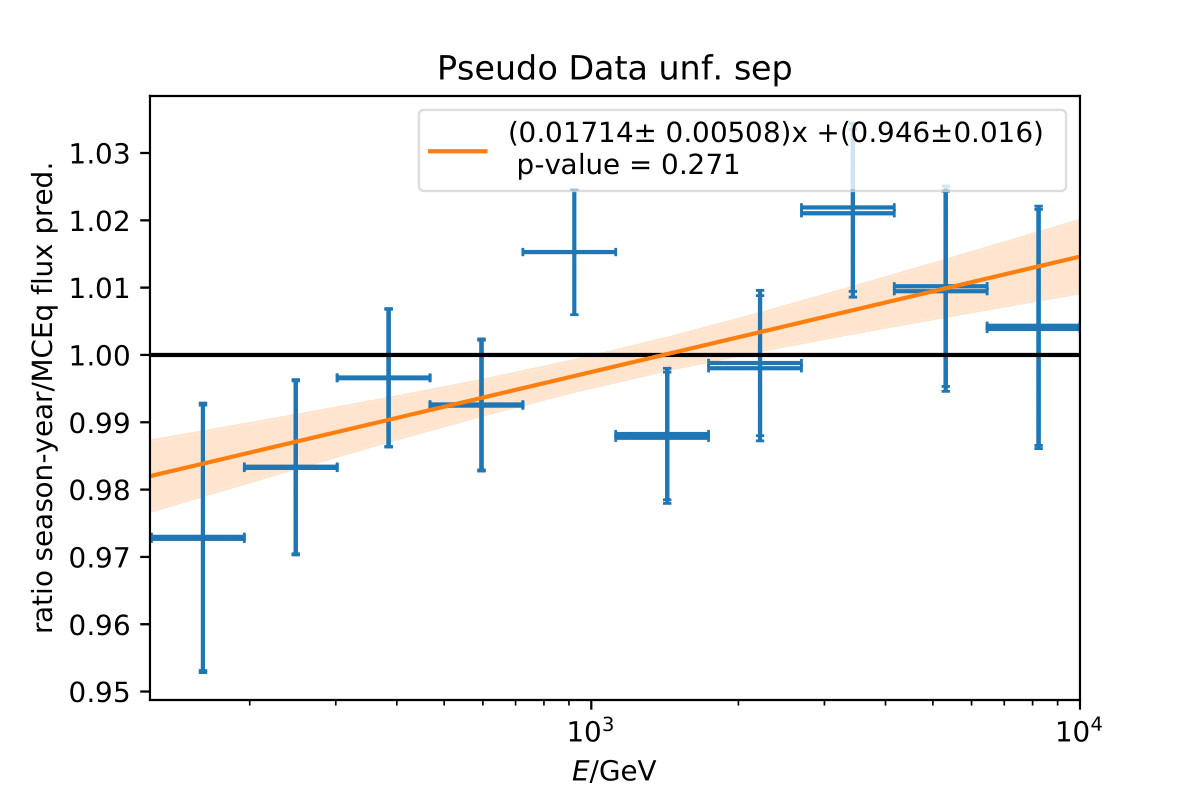 Pseudo Data unf. sep
(0.01714± 0.00508)x +(0.946±0.016)
p-value = 0.271
ratio season-year/MCEq flux pred.
1.03
1.02
1.01
1.00
0.99
0.98
0.97
0.96
0.95
10³
10⁴
E/GeV